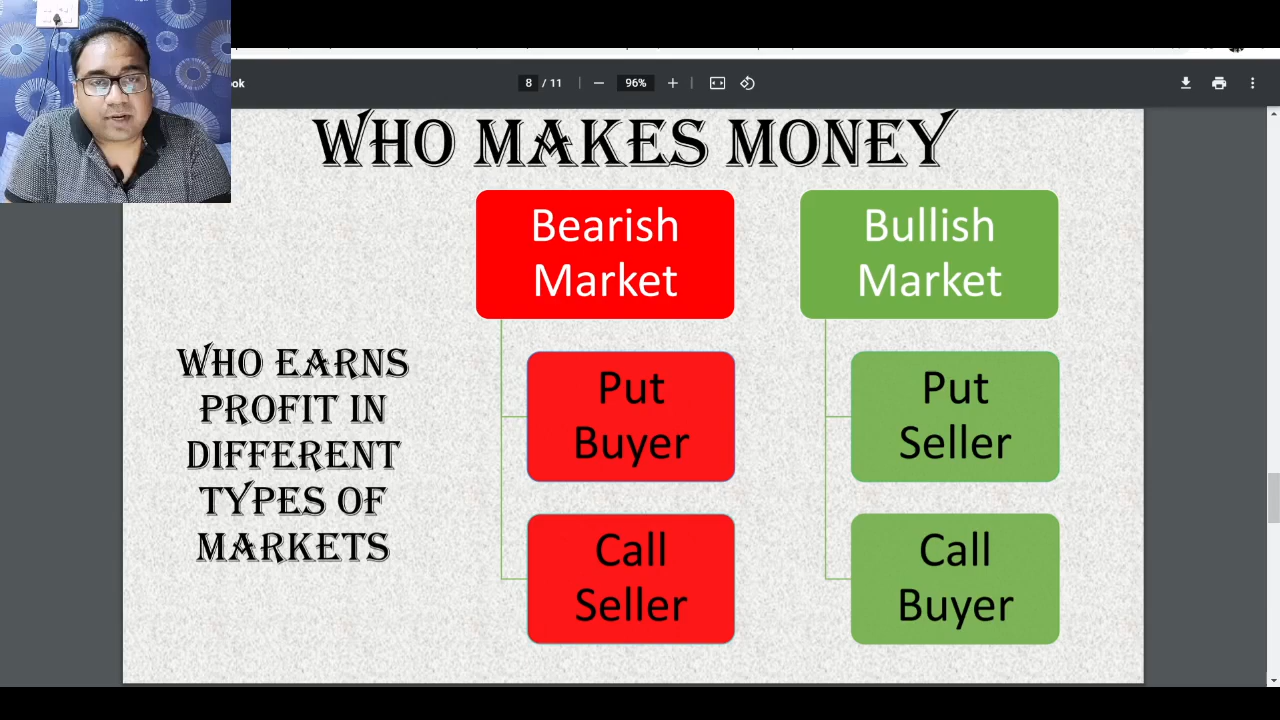 ook
8 / 11
96%
WHO MAKES MONEY
WHO EARNS
PROFIT IN
DIFFERENT
TYPES OF
MARKETS
Bearish
Market
Put
Buyer
Call
Seller
Bullish
Market
Put
Seller
Call
Buyer